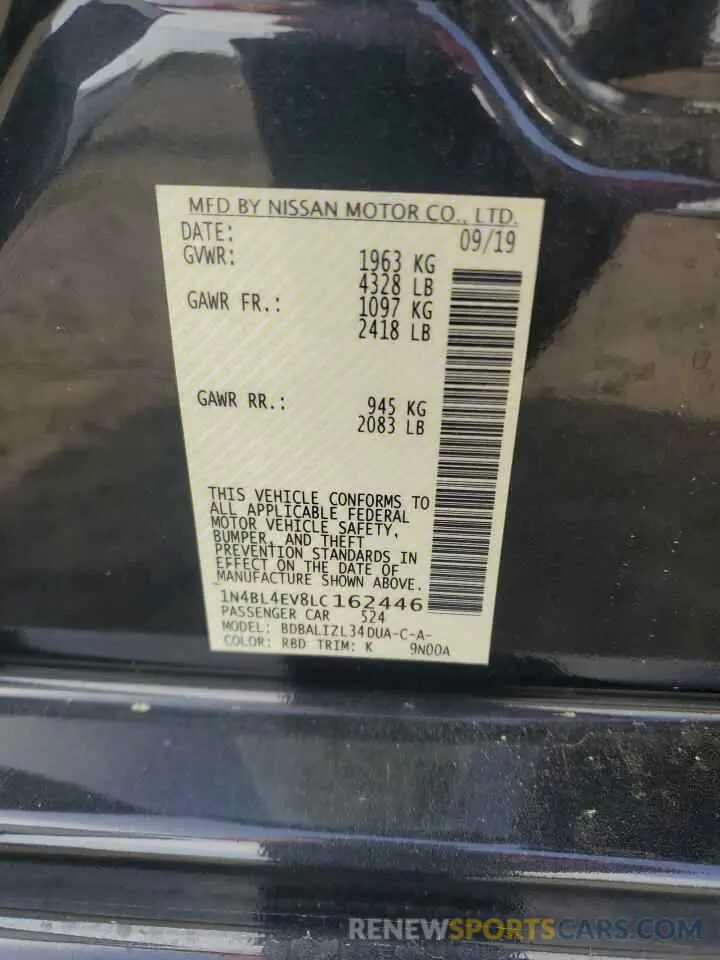 MFD BY NISSAN MOTOR CO., LTD.
DATE: 09/19
GVWR: 1963 KG
4328 LB
GAWR FR.: 1097 KG
2418 LB
GAWR RR.: 945 KG
2083 LB
THIS VEHICLE CONFORMS TO
ALL APPLICABLE FEDERAL
MOTOR VEHICLE SAFETY,
BUMPER, AND THEFT
PREVENTION STANDARDS IN
EFFECT ON THE DATE OF
MANUFACTURE SHOWN ABOVE.
1N4BL4EV8LC162446
PASSENGER CAR 524
MODEL: BDBALIZL34DUA-C-A-
COLOR: RBD TRIM: K 9N00A
RENEWSPORTSCARS.COM